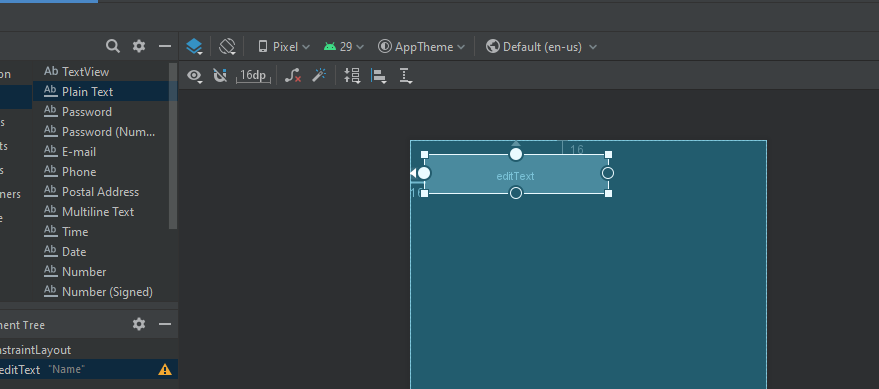 Pixel 29 AppTheme Default (en-us)
16dp
on
Ab TextView
Ab Plain Text
Ab Password
Ab Password (Num...
Ab E-mail
Ab Phone
Ab Postal Address
Ab Multiline Text
Ab Time
Ab Date
Ab Number
Ab Number (Signed)
s
ts
s
ners
e
nent Tree
nstraintLayout
editText "Name"
16
editText
16